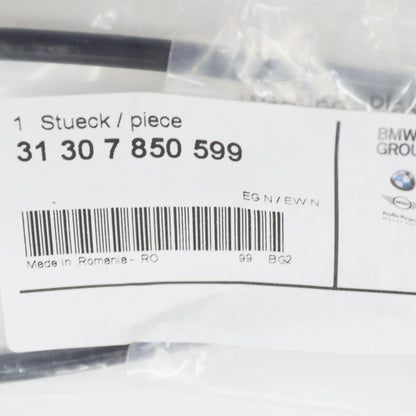 1 Stueck / piece
31 30 7 850 599
EG N / EW N
Made in Romania - RO 99 BG2
BMW
GROUP